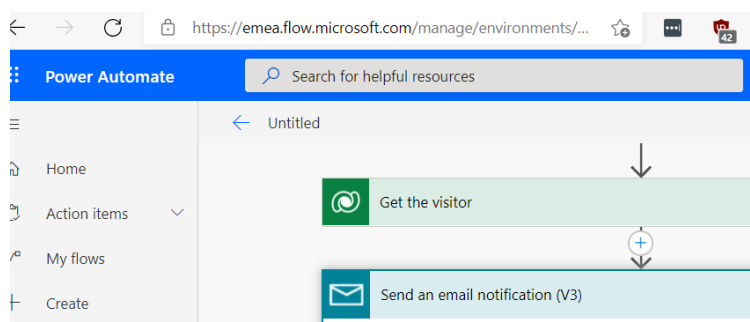 https://emea.flow.microsoft.com/manage/environments/...
42
Power Automate
Search for helpful resources
Untitled
Home
Get the visitor
Action items
My flows
Send an email notification (V3)
Create